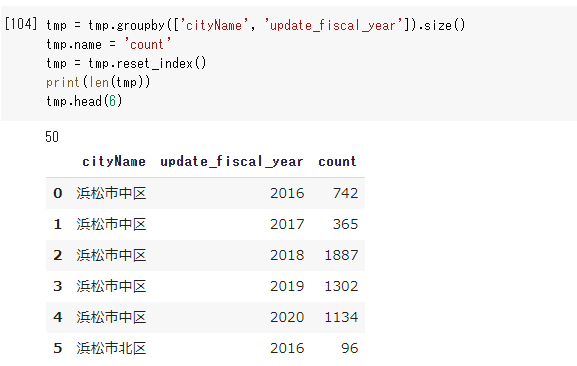 [104] tmp = tmp.groupby(['cityName', 'update_fiscal_year']).size()
tmp.name = 'count'
tmp = tmp.reset_index()
print(len(tmp))
tmp.head(6)
50
cityName update_fiscal_year count
0 浜松市中区 2016 742
1 浜松市中区 2017 365
2 浜松市中区 2018 1887
3 浜松市中区 2019 1302
4 浜松市中区 2020 1134
5 浜松市北区 2016 96